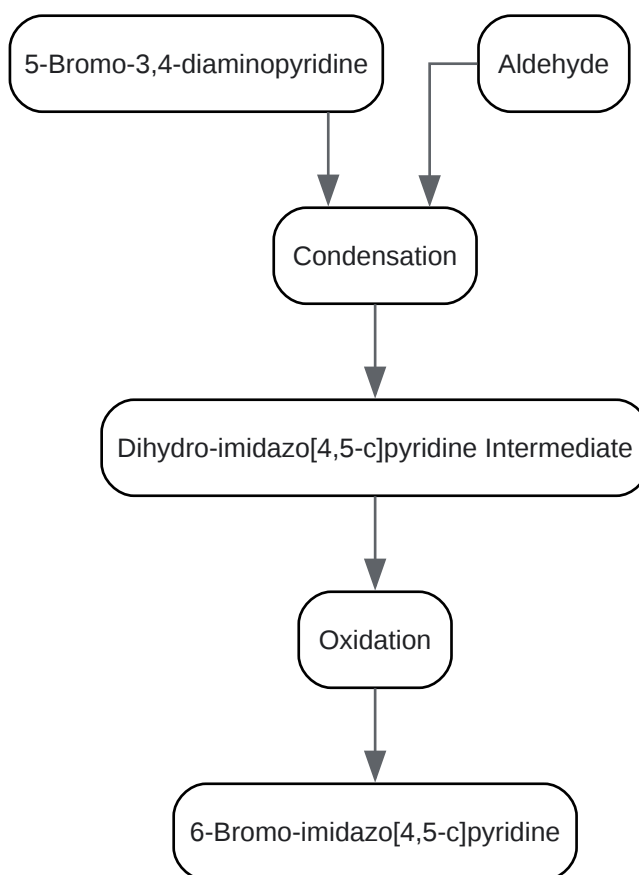 5-Bromo-3,4-diaminopyridine
Aldehyde
Condensation
Dihydro-imidazo[4,5-c]pyridine Intermediate
Oxidation
6-Bromo-imidazo[4,5-c]pyridine